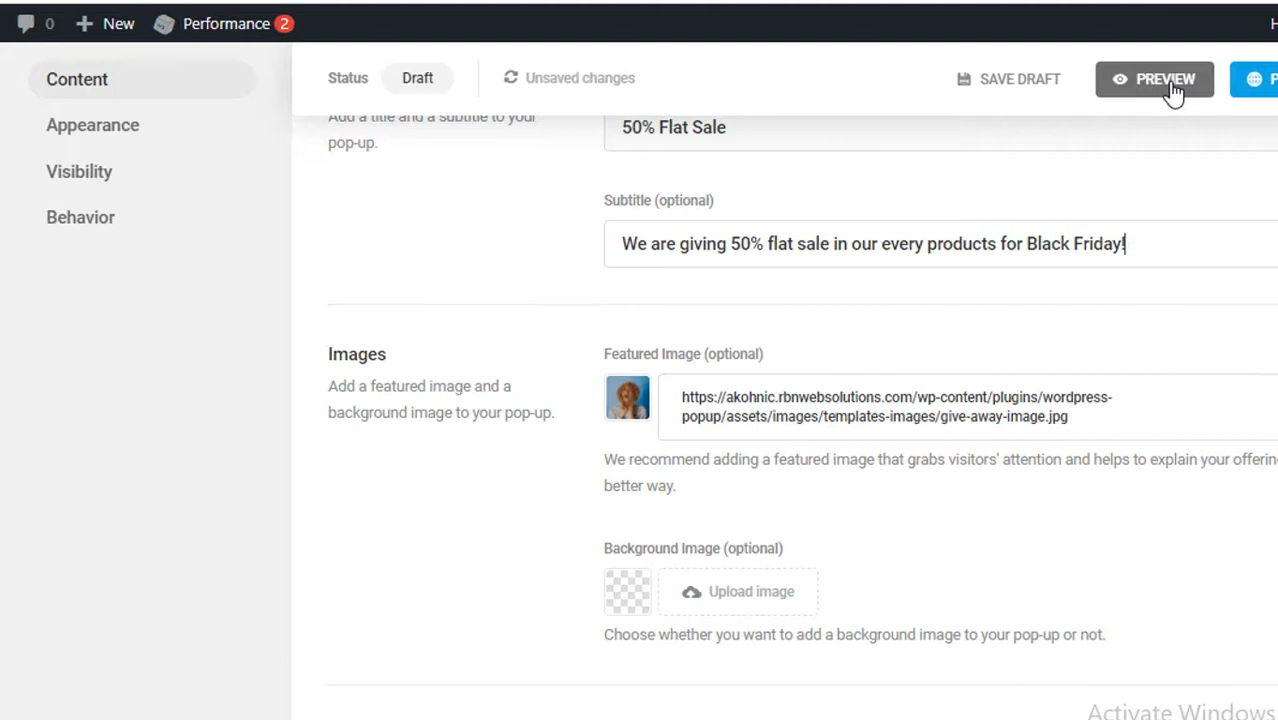 0 New Performance 2 H
Content
Appearance
Visibility
Behavior
Status Draft Unsaved changes SAVE DRAFT PREVIEW P
Add a title and a subtitle to your
pop-up.
50% Flat Sale
Subtitle (optional)
We are giving 50% flat sale in our every products for Black Friday!
Images
Add a featured image and a
background image to your pop-up.
Featured Image (optional)
https://akohnic.rbnwebsolutions.com/wp-content/plugins/wordpress-
popup/assets/images/templates-images/give-away-image.jpg
We recommend adding a featured image that grabs visitors' attention and helps to explain your offering
better way.
Background Image (optional)
Upload image
Choose whether you want to add a background image to your pop-up or not.
Activate Windows